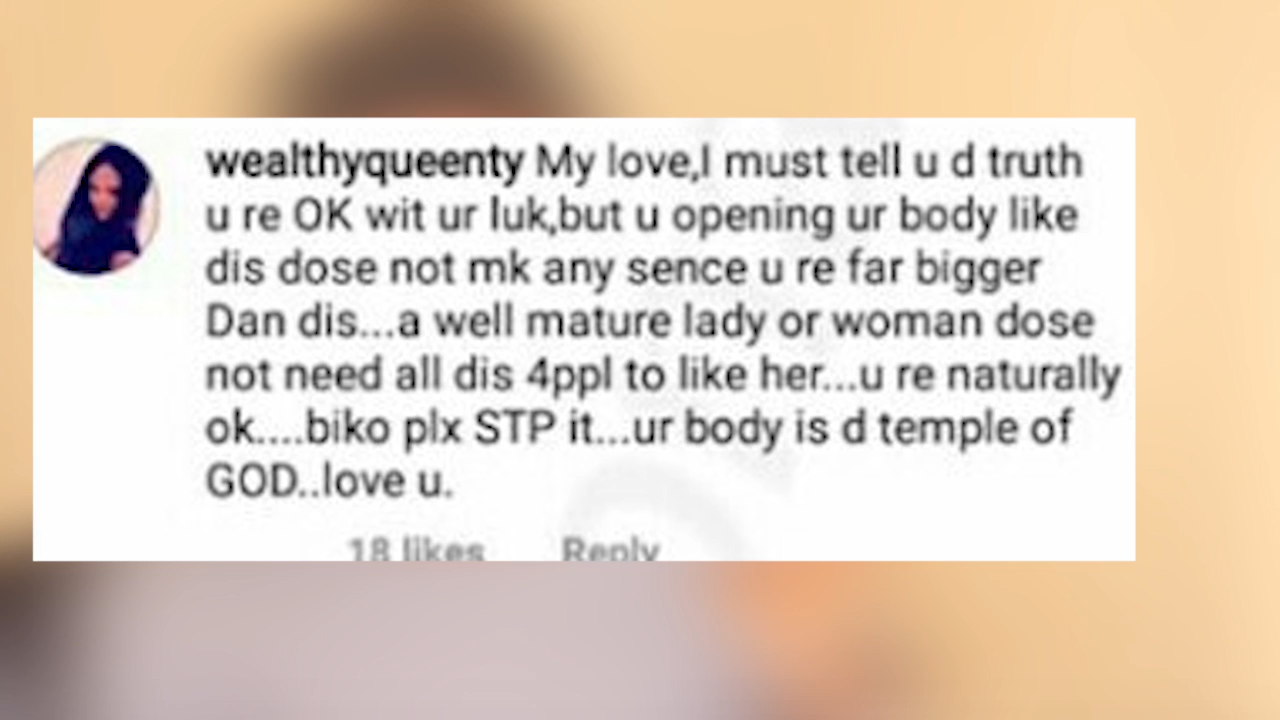 wealthyqueenty My love,I must tell u d truth
u re OK wit ur luk,but u opening ur body like
dis dose not mk any sence u re far bigger
Dan dis...a well mature lady or woman dose
not need all dis 4ppl to like her...u re naturally
ok....biko plx STP it...ur body is d temple of
GOD..love u.
18 likes Reply